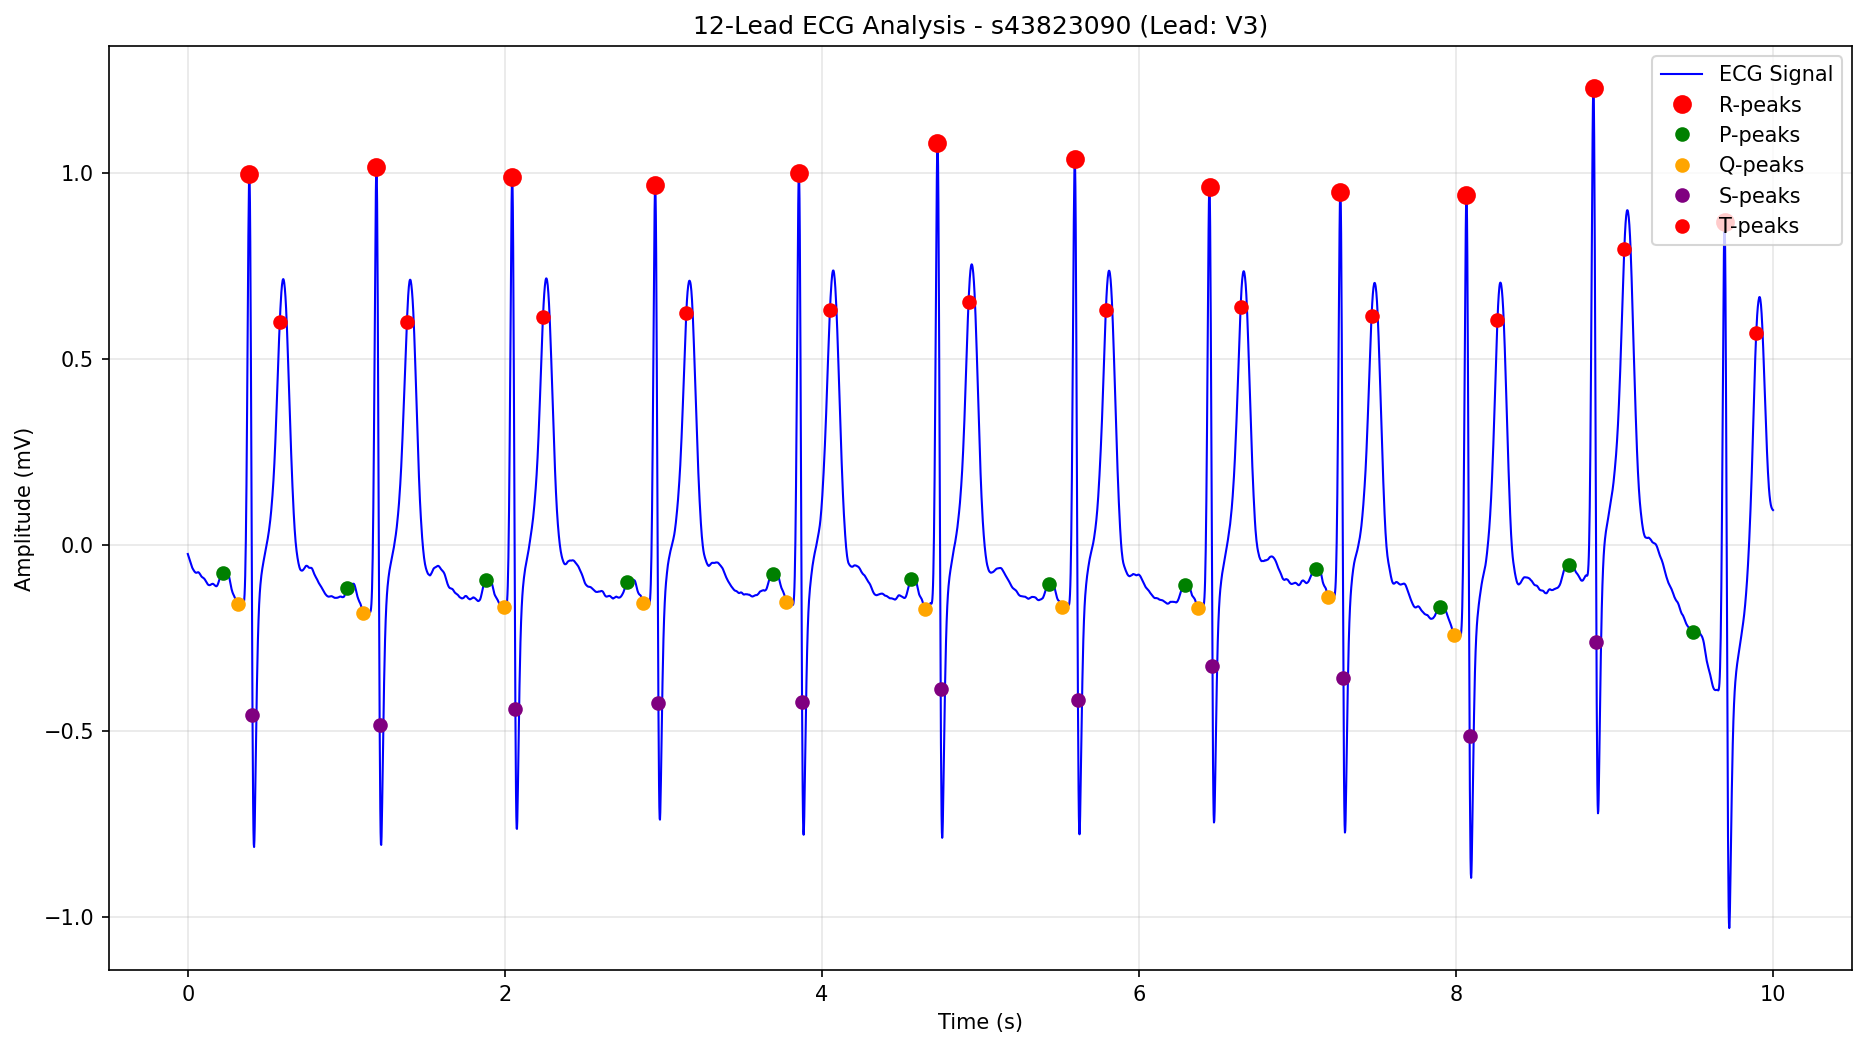 12-Lead ECG Analysis - s43823090 (Lead: V3)
ECG Signal
R-peaks
P-peaks
Q-peaks
S-peaks
T-peaks
Amplitude (mV)
1.0
0.5
0.0
−0.5
−1.0
0 2 4 6 8 10
Time (s)